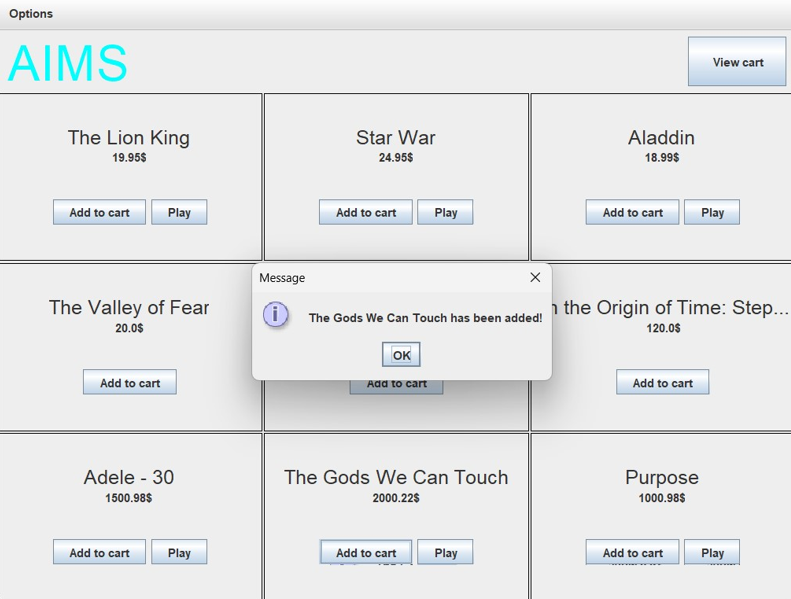 Options
AIMS
View cart
The Lion King
19.95$
Add to cart Play
Star War
24.95$
Add to cart Play
Aladdin
18.99$
Add to cart Play
The Valley of Fear
20.0$
Add to cart
Message
The Gods We Can Touch has been added!
OK
Add to cart
the Origin of Time: Step...
120.0$
Add to cart
Adele - 30
1500.98$
Add to cart Play
The Gods We Can Touch
2000.22$
Add to cart Play
Purpose
1000.98$
Add to cart Play